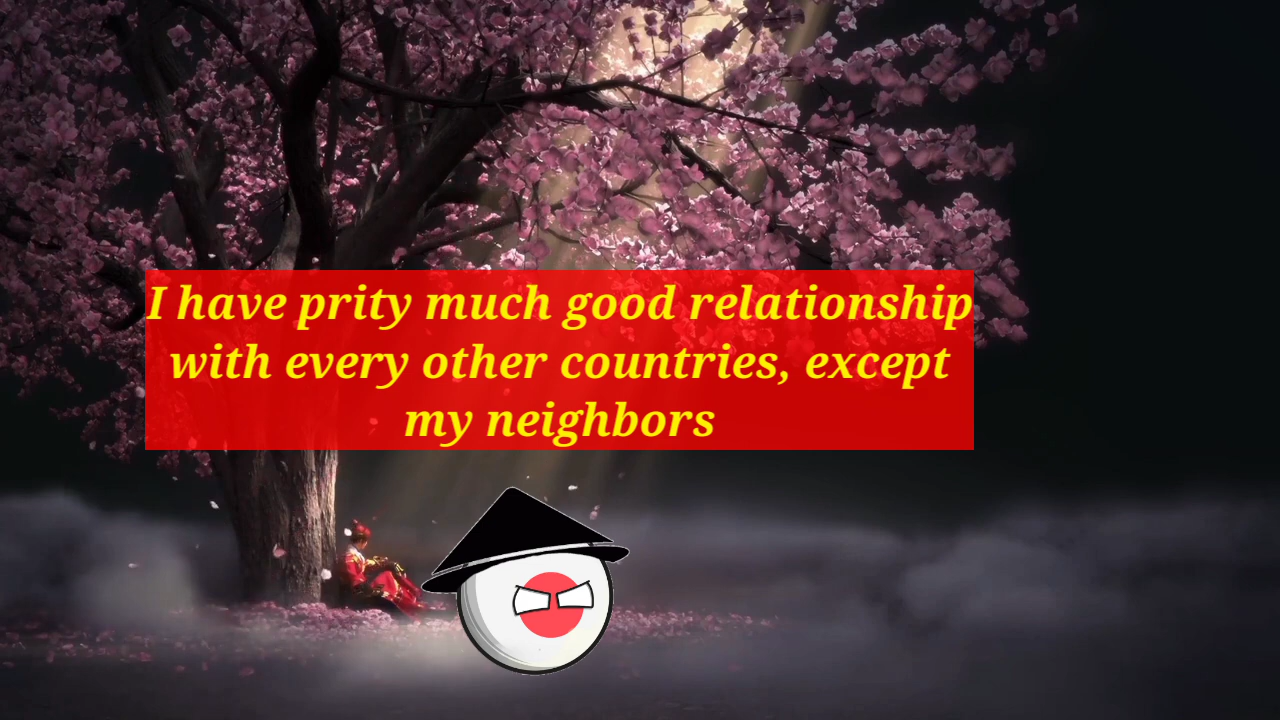 I have prity much good relationship
with every other countries, except
my neighbors